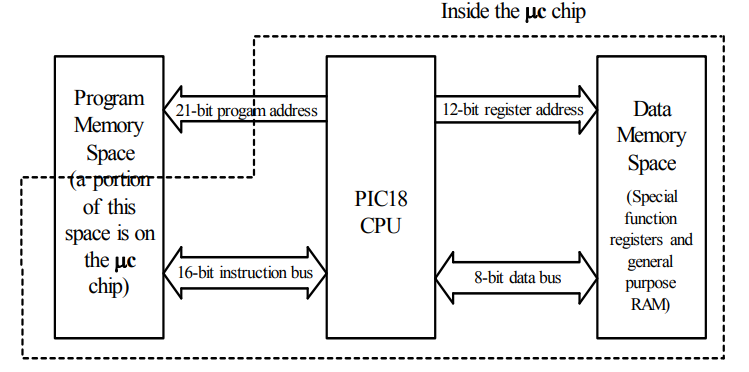 Inside the μc chip
Program
Memory
Space
(a portion
of this
space is on
the μc
chip)
21-bit progam address
16-bit instruction bus
PIC18
CPU
12-bit register address
8-bit data bus
Data
Memory
Space
(Special
function
registers and
general
purpose
RAM)